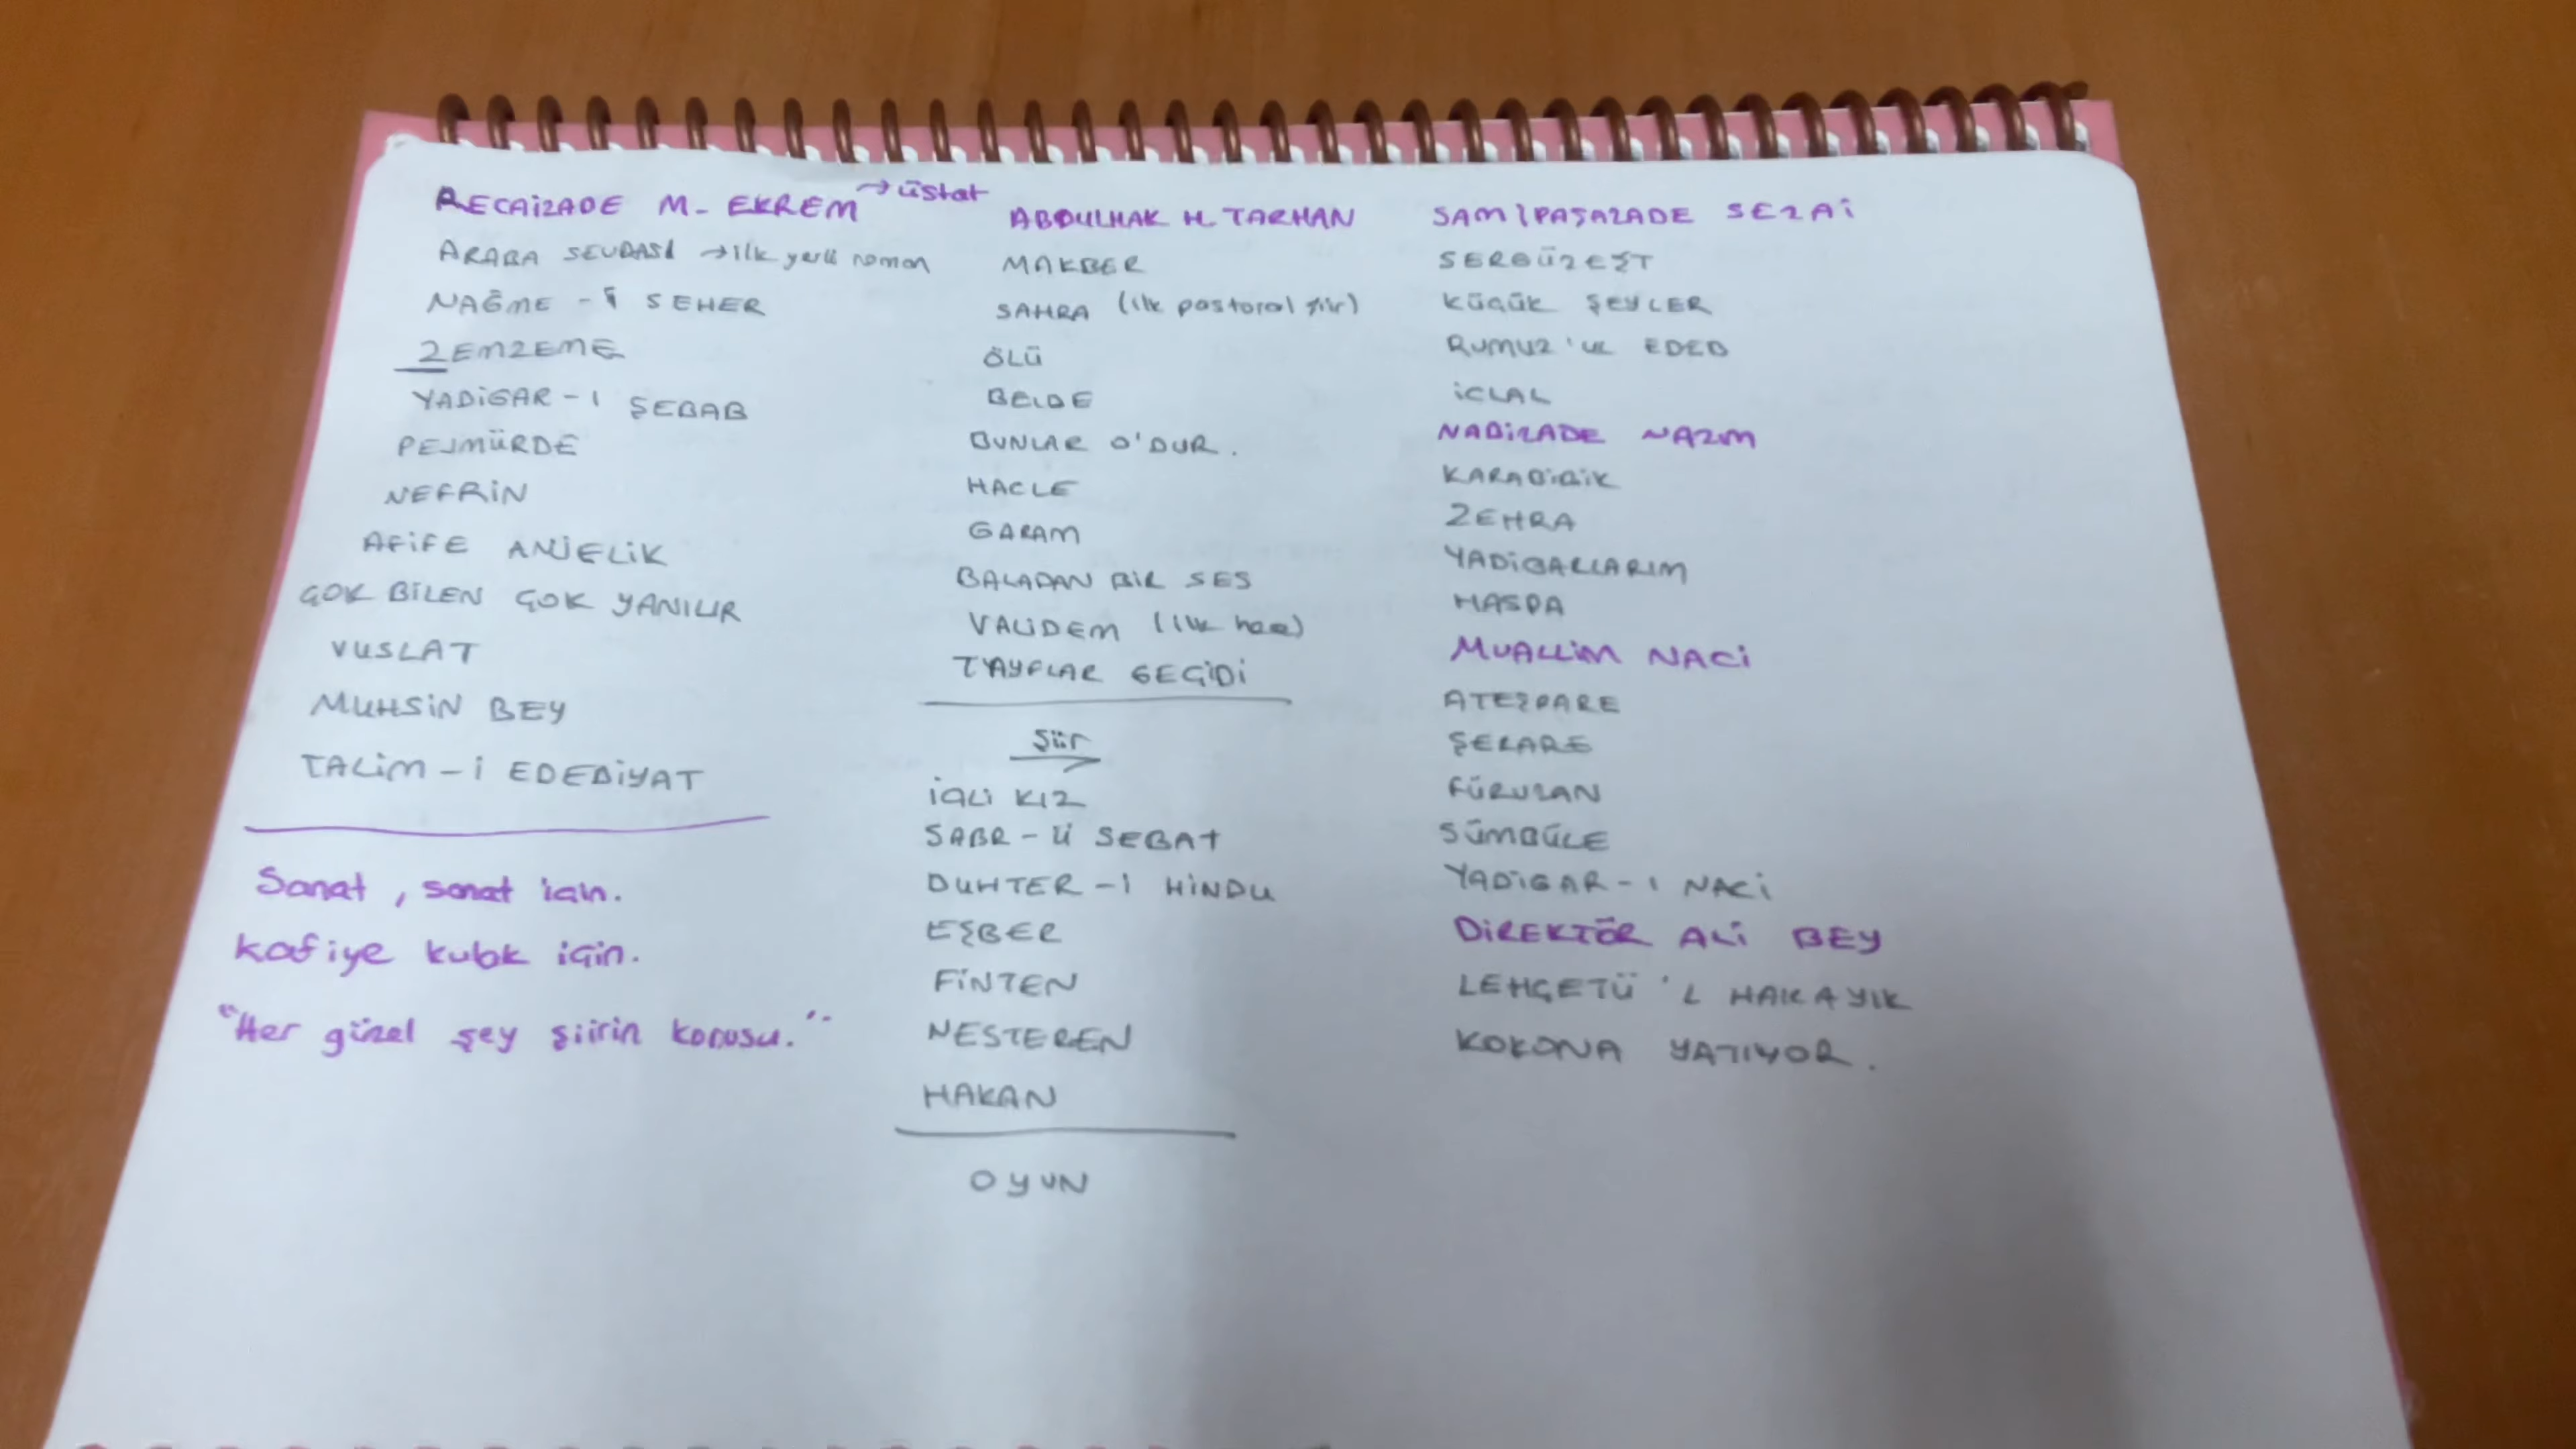 RECAİZADE M. EKREM → üstat
ARABA SEVDASI → ilk yerli roman
NAĞME - İ SEHER
ZEMZEME
YADİGAR - I ŞEBAB
PEJMÜRDE
NEFRİN
AFİFE ANJELİK
ÇOK BİLEN ÇOK YANILIR
VUSLAT
MUHSİN BEY
TALİM - İ EDEBİYAT
Sanat, sanat için.
Kafiye kulak için.
"Her güzel şey şiirin konusu."
ABDULHAK H. TARHAN
MAKBER
SAHRA (ilk pastoral şiir)
ÖLÜ
BELDE
BUNLAR O'DUR.
HACLE
GARAM
BALADAN BİR SES
VALİDEM (ilk hece)
TAYFLAR GEÇİDİ
Şiir
İÇLİ KIZ
SABR - Ü SEBAT
DUHTER - İ HİNDU
EŞBER
FİNTEN
NESTEREN
HAKAN
OYUN
SAMİPAŞAZADE SEZAİ
SERGÜZEŞT
KÜÇÜK ŞEYLER
RUMUZ'UL EDEB
İCLAL
NABİZADE NAZIM
KARABİBİK
ZEHRA
YADİGARLARIM
HASPA
MUALLİM NACİ
ATEŞPARE
ŞERARE
FÜRUZAN
SÜMBÜLE
YADİGAR - I NACİ
DİREKTÖR ALİ BEY
LEHÇETÜ'L HAKAYIK
KOKONA YATIYOR.